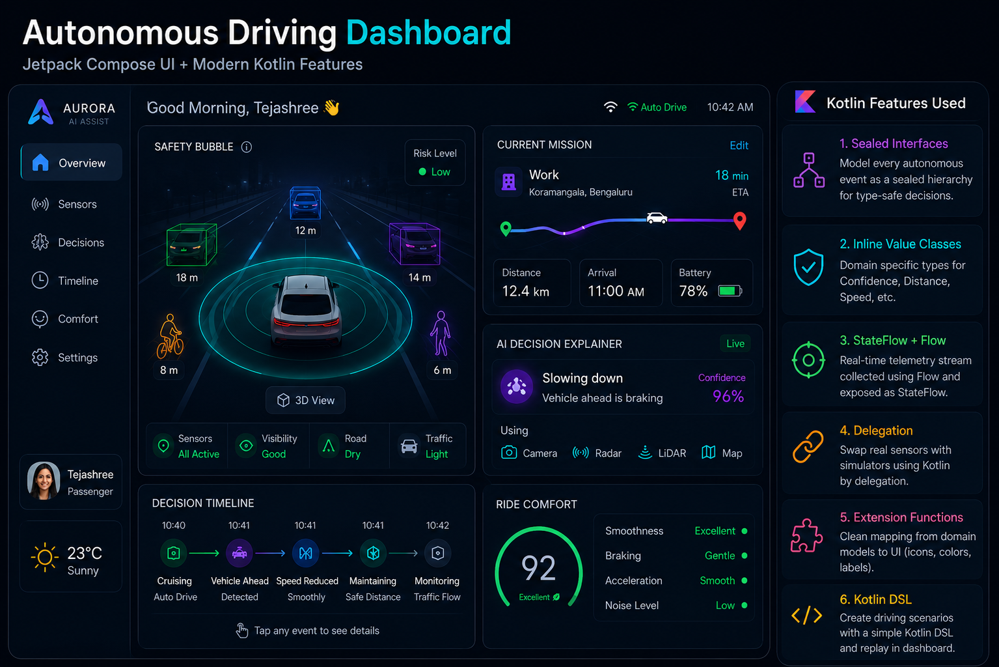 Autonomous Driving Dashboard
Jetpack Compose UI + Modern Kotlin Features
AURORA
AI ASSIST
Overview
Sensors
Decisions
Timeline
Comfort
Settings
Tejashree
Passenger
23°C
Sunny
Good Morning, Tejashree 👋
Auto Drive
10:42 AM
SAFETY BUBBLE
Risk Level
Low
12 m
18 m
14 m
8 m
6 m
3D View
Sensors
All Active
Visibility
Good
Road
Dry
Traffic
Light
CURRENT MISSION
Edit
Work
Koramangala, Bengaluru
18 min
ETA
Distance
12.4 km
Arrival
11:00 AM
Battery
78%
AI DECISION EXPLAINER
Live
Slowing down
Vehicle ahead is braking
Confidence
96%
Using
Camera
Radar
LiDAR
Map
DECISION TIMELINE
10:40
10:41
10:41
10:41
10:42
Cruising
Auto Drive
Vehicle Ahead
Detected
Speed Reduced
Smoothly
Maintaining
Safe Distance
Monitoring
Traffic Flow
Tap any event to see details
RIDE COMFORT
92
Excellent
Smoothness
Excellent
Braking
Gentle
Acceleration
Smooth
Noise Level
Low
Kotlin Features Used
1. Sealed Interfaces
Model every autonomous
event as a sealed hierarchy
for type-safe decisions.
2. Inline Value Classes
Domain specific types for
Confidence, Distance,
Speed, etc.
3. StateFlow + Flow
Real-time telemetry stream
collected using Flow and
exposed as StateFlow.
4. Delegation
Swap real sensors with
simulators using Kotlin
by delegation.
5. Extension Functions
Clean mapping from domain
models to UI (icons, colors,
labels).
6. Kotlin DSL
Create driving scenarios
with a simple Kotlin DSL
and replay in dashboard.